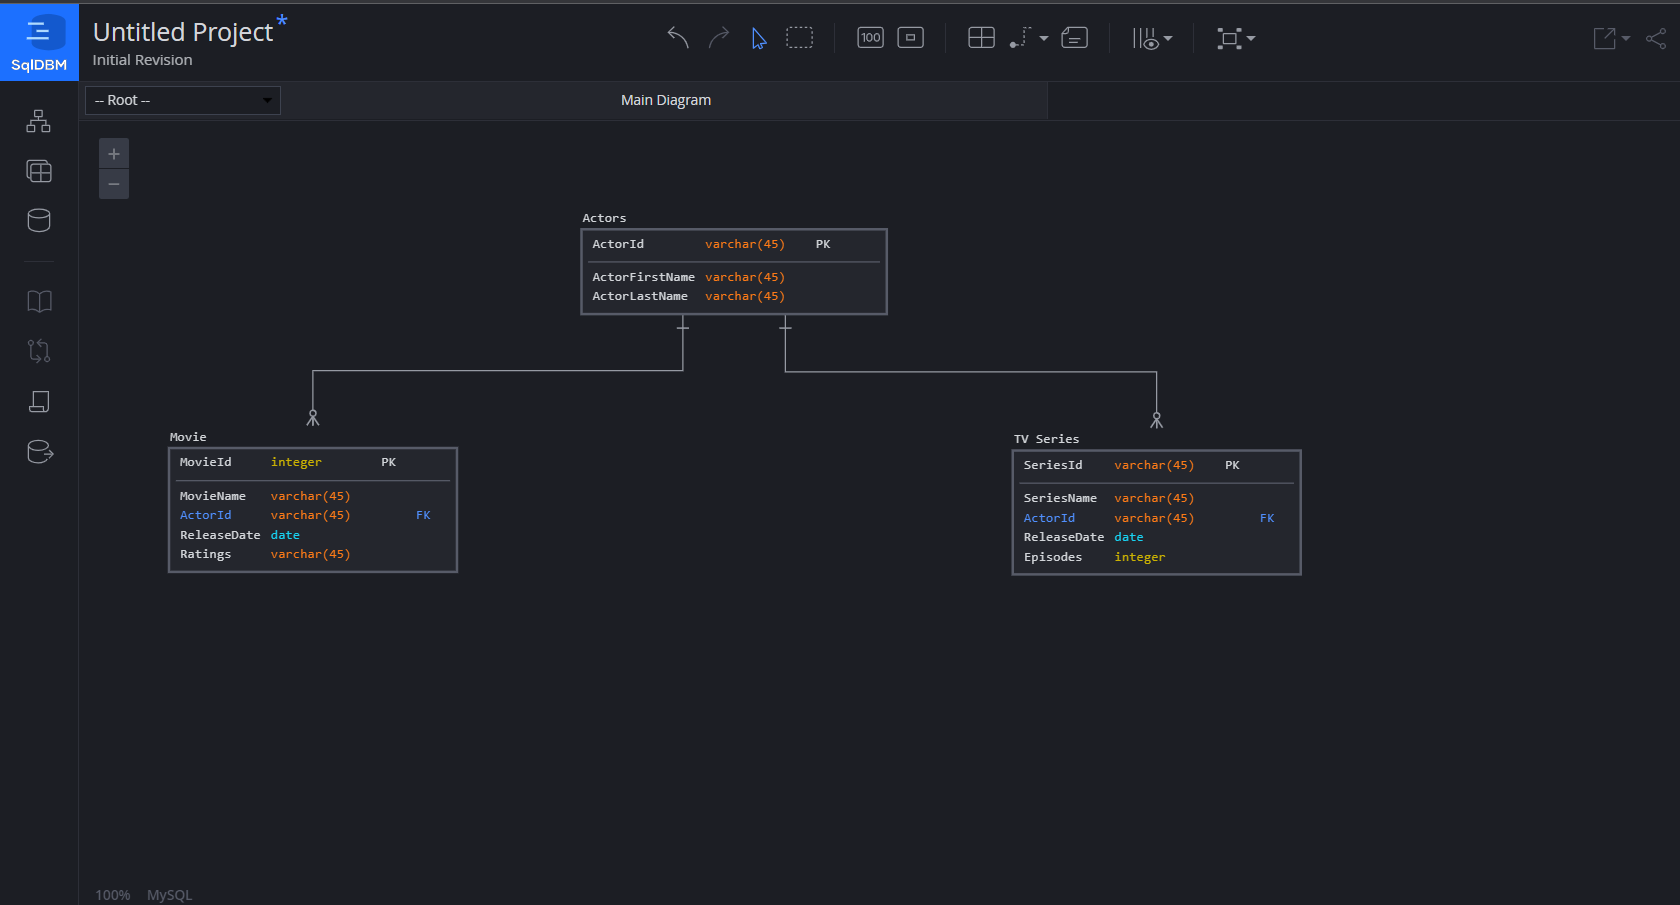 SqlDBM
Untitled Project*
Initial Revision
100
-- Root --
Main Diagram
+
−
Actors
ActorId varchar(45) PK
ActorFirstName varchar(45)
ActorLastName varchar(45)
Movie
MovieId integer PK
MovieName varchar(45)
ActorId varchar(45) FK
ReleaseDate date
Ratings varchar(45)
TV Series
SeriesId varchar(45) PK
SeriesName varchar(45)
ActorId varchar(45) FK
ReleaseDate date
Episodes integer
100% MySQL